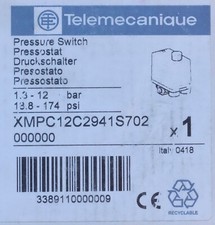 Telemecanique
Pressure Switch
Pressostat
Druckschalter
Presostato
Pressostato
1.3 - 12 bar
18.8 - 174 psi
XMPC12C2941S702 x 1
000000
Italy 0418
CE RECYCLABLE
3389110000009